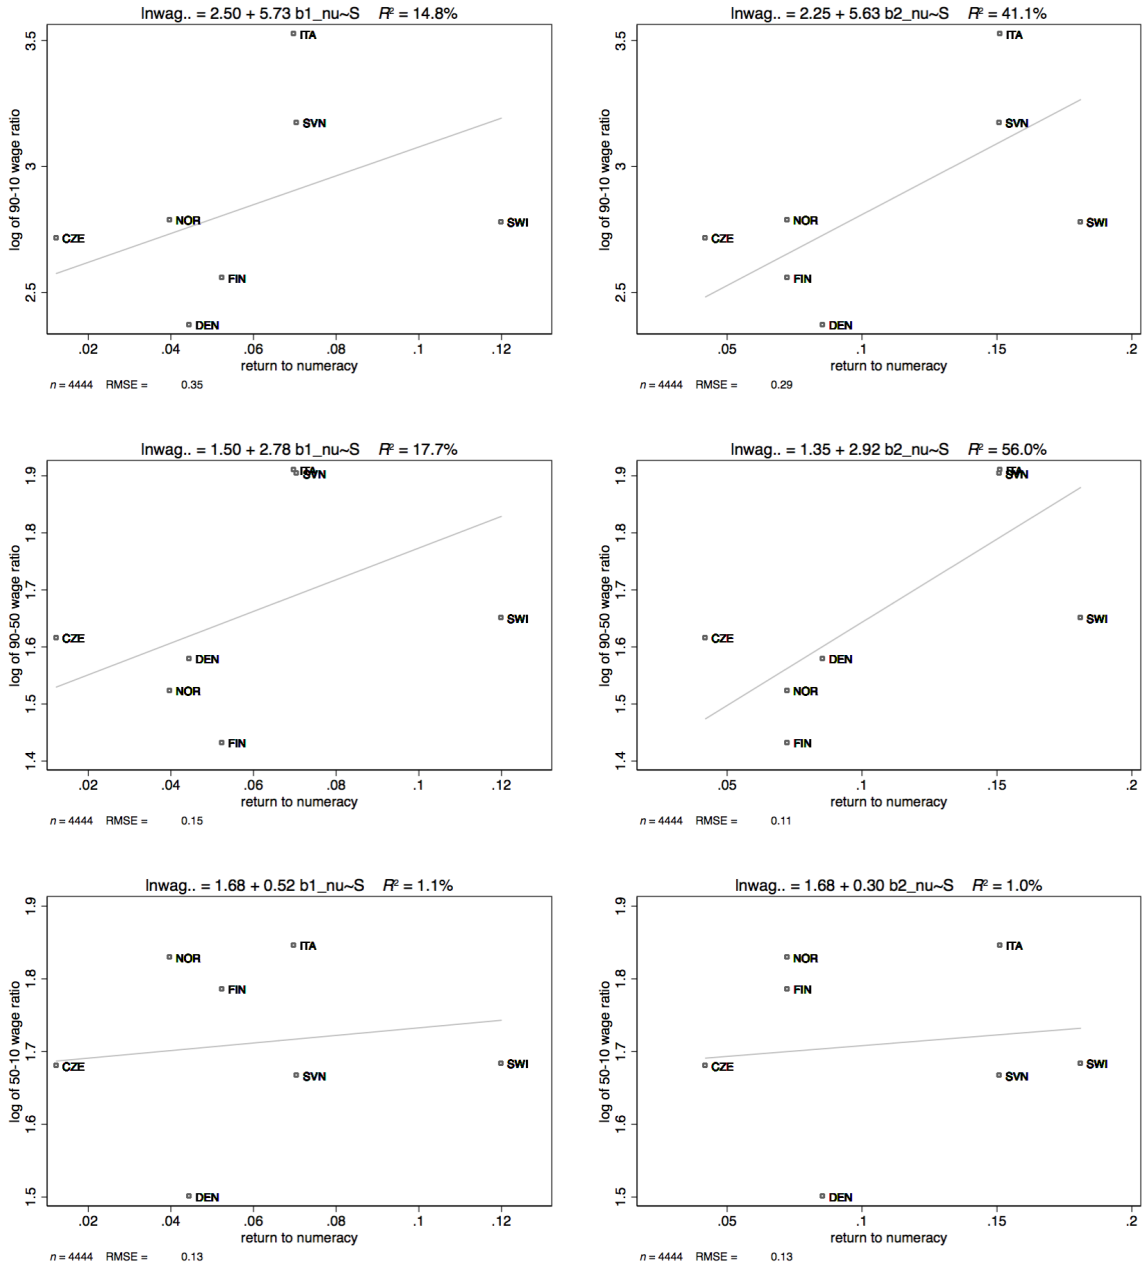 lnwag.. = 2.50 + 5.73 b1_nu~S R² = 14.8%
log of 90-10 wage ratio
3.5
3
2.5
ITA
SVN
NOR
SWI
CZE
FIN
DEN
.02 .04 .06 .08 .1 .12
return to numeracy
n = 4444 RMSE = 0.35
lnwag.. = 2.25 + 5.63 b2_nu~S R² = 41.1%
log of 90-10 wage ratio
3.5
3
2.5
ITA
SVN
NOR
SWI
CZE
FIN
DEN
.05 .1 .15 .2
return to numeracy
n = 4444 RMSE = 0.29
lnwag.. = 1.50 + 2.78 b1_nu~S R² = 17.7%
log of 90-50 wage ratio
1.9
1.8
1.7
1.6
1.5
1.4
ITA
SVN
SWI
CZE
DEN
NOR
FIN
.02 .04 .06 .08 .1 .12
return to numeracy
n = 4444 RMSE = 0.15
lnwag.. = 1.35 + 2.92 b2_nu~S R² = 56.0%
log of 90-50 wage ratio
1.9
1.8
1.7
1.6
1.5
1.4
ITA
SVN
SWI
CZE
DEN
NOR
FIN
.05 .1 .15 .2
return to numeracy
n = 4444 RMSE = 0.11
lnwag.. = 1.68 + 0.52 b1_nu~S R² = 1.1%
log of 50-10 wage ratio
1.9
1.8
1.7
1.6
1.5
ITA
NOR
FIN
CZE
SWI
SVN
DEN
.02 .04 .06 .08 .1 .12
return to numeracy
n = 4444 RMSE = 0.13
lnwag.. = 1.68 + 0.30 b2_nu~S R² = 1.0%
log of 50-10 wage ratio
1.9
1.8
1.7
1.6
1.5
ITA
NOR
FIN
CZE
SWI
SVN
DEN
.05 .1 .15 .2
return to numeracy
n = 4444 RMSE = 0.13